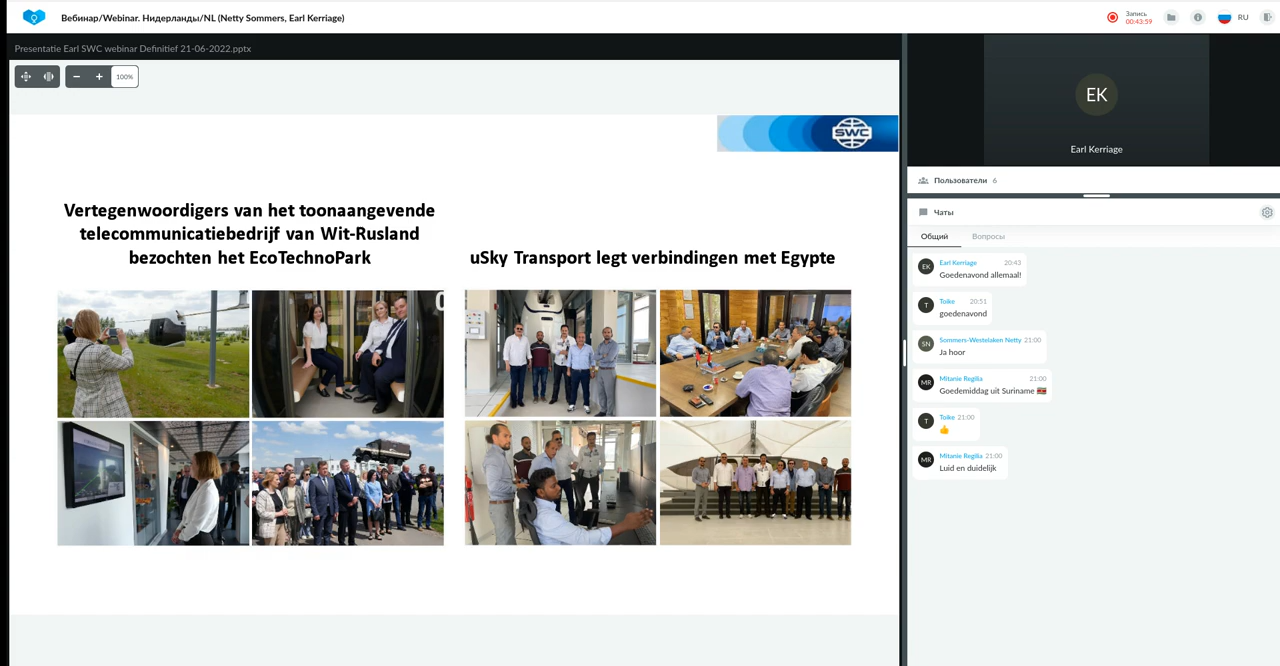 Вебинар/Webinar. Нидерланды/NL (Netty Sommers, Earl Kerriage)
Запись
00:43:59
RU
Presentatie Earl SWC webinar Definitief 21-06-2022.pptx
100%
SWC
Vertegenwoordigers van het toonaangevende
telecommunicatiebedrijf van Wit-Rusland
bezochten het EcoTechnoPark
uSky Transport legt verbindingen met Egypte
EK
Earl Kerriage
Пользователи 6
Чаты
Общий Вопросы
EK
Earl Kerriage 20:43
Goedenavond allemaal!
T
Toike 20:51
goedenavond
SN
Sommers-Westelaken Netty 21:00
Ja hoor
MR
Mitanie Regilia 21:00
Goedemiddag uit Suriname 🇸🇷
T
Toike 21:00
👍
MR
Mitanie Regilia 21:00
Luid en duidelijk